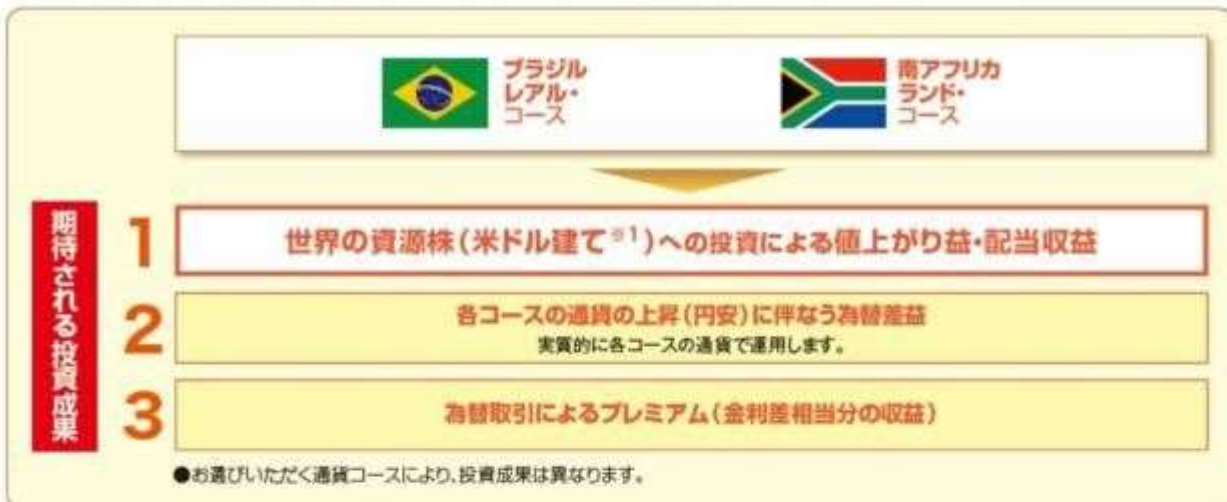 ブラジル
レアル・
コース
南アフリカ
ランド・
コース
期待される投資成果
1
世界の資源株(米ドル建て※1)への投資による値上がり益・配当収益
2
各コースの通貨の上昇(円安)に伴なう為替差益
実質的に各コースの通貨で運用します。
3
為替取引によるプレミアム(金利差相当分の収益)
●お選びいただく通貨コースにより、投資成果は異なります。